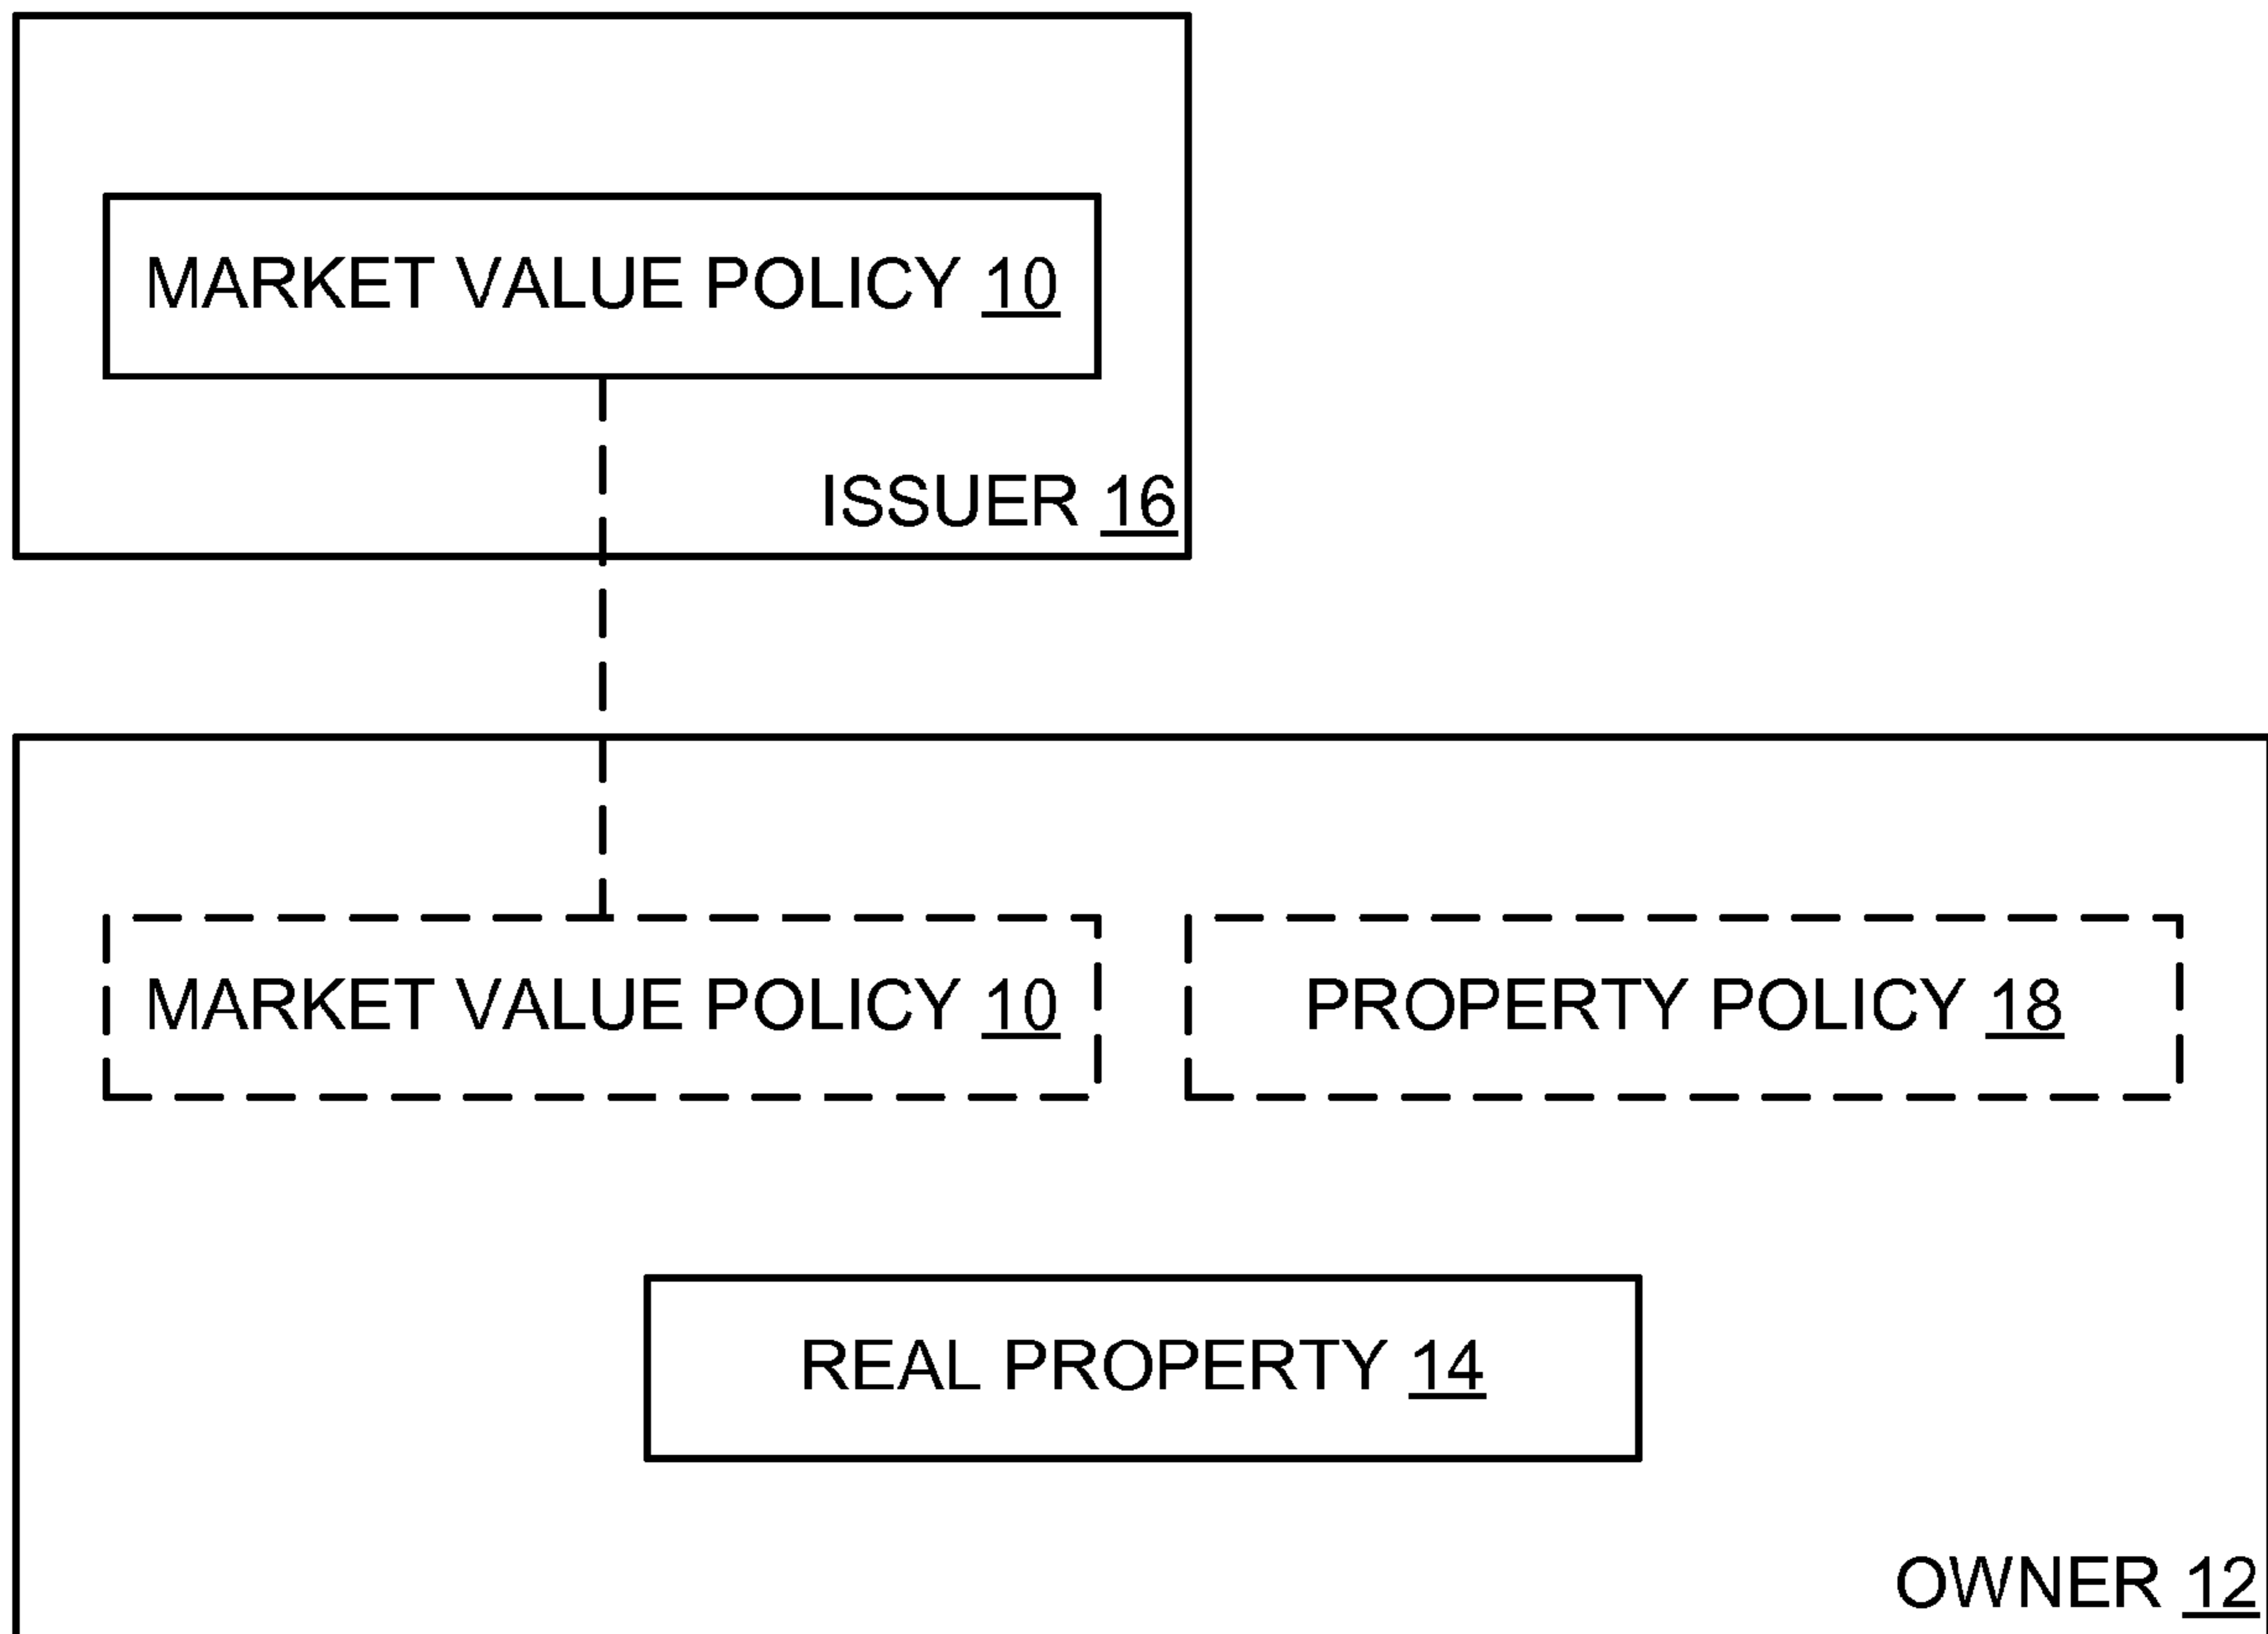 MARKET VALUE POLICY 10
ISSUER 16
MARKET VALUE POLICY 10
PROPERTY POLICY 18
REAL PROPERTY 14
OWNER 12